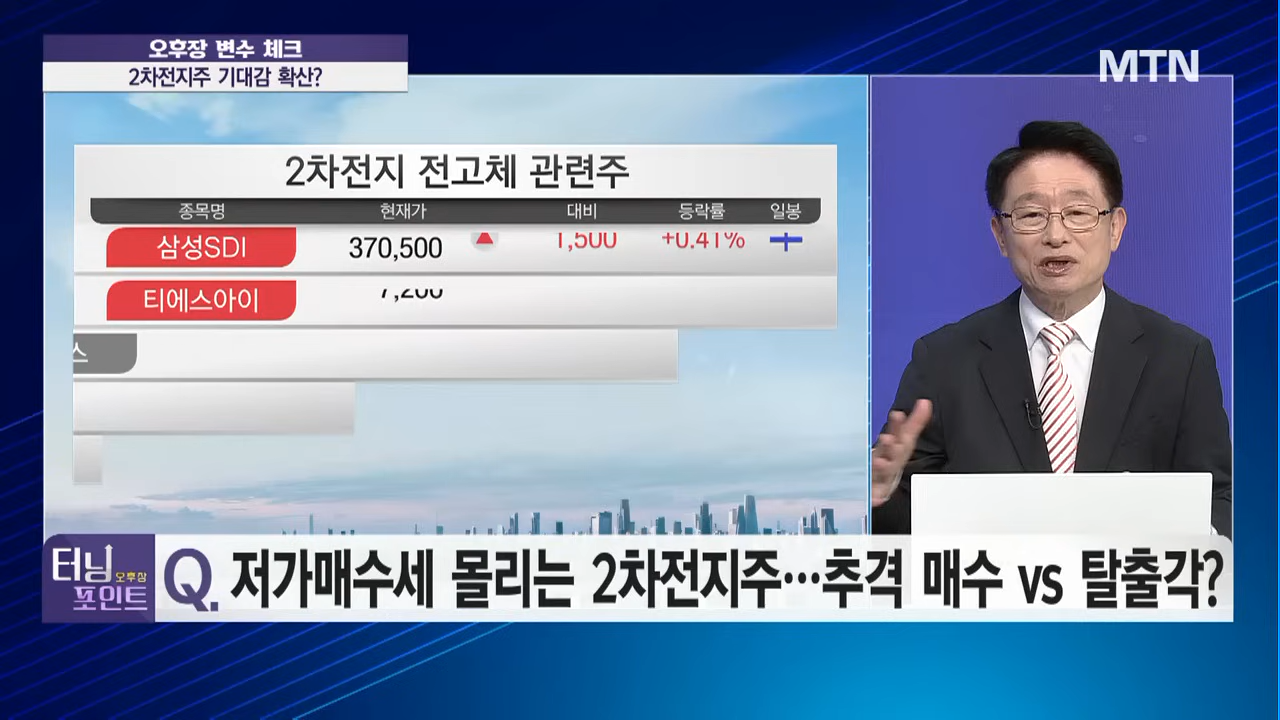 오후장 변수 체크
2차전지주 기대감 확산?
MTN
2차전지 전고체 관련주
종목명 현재가 대비 등락률 일봉
삼성SDI 370,500 1,500 +0.41%
티에스아이 7,200
스
터닝 오후장
포인트
Q. 저가매수세 몰리는 2차전지주…추격 매수 vs 탈출각?